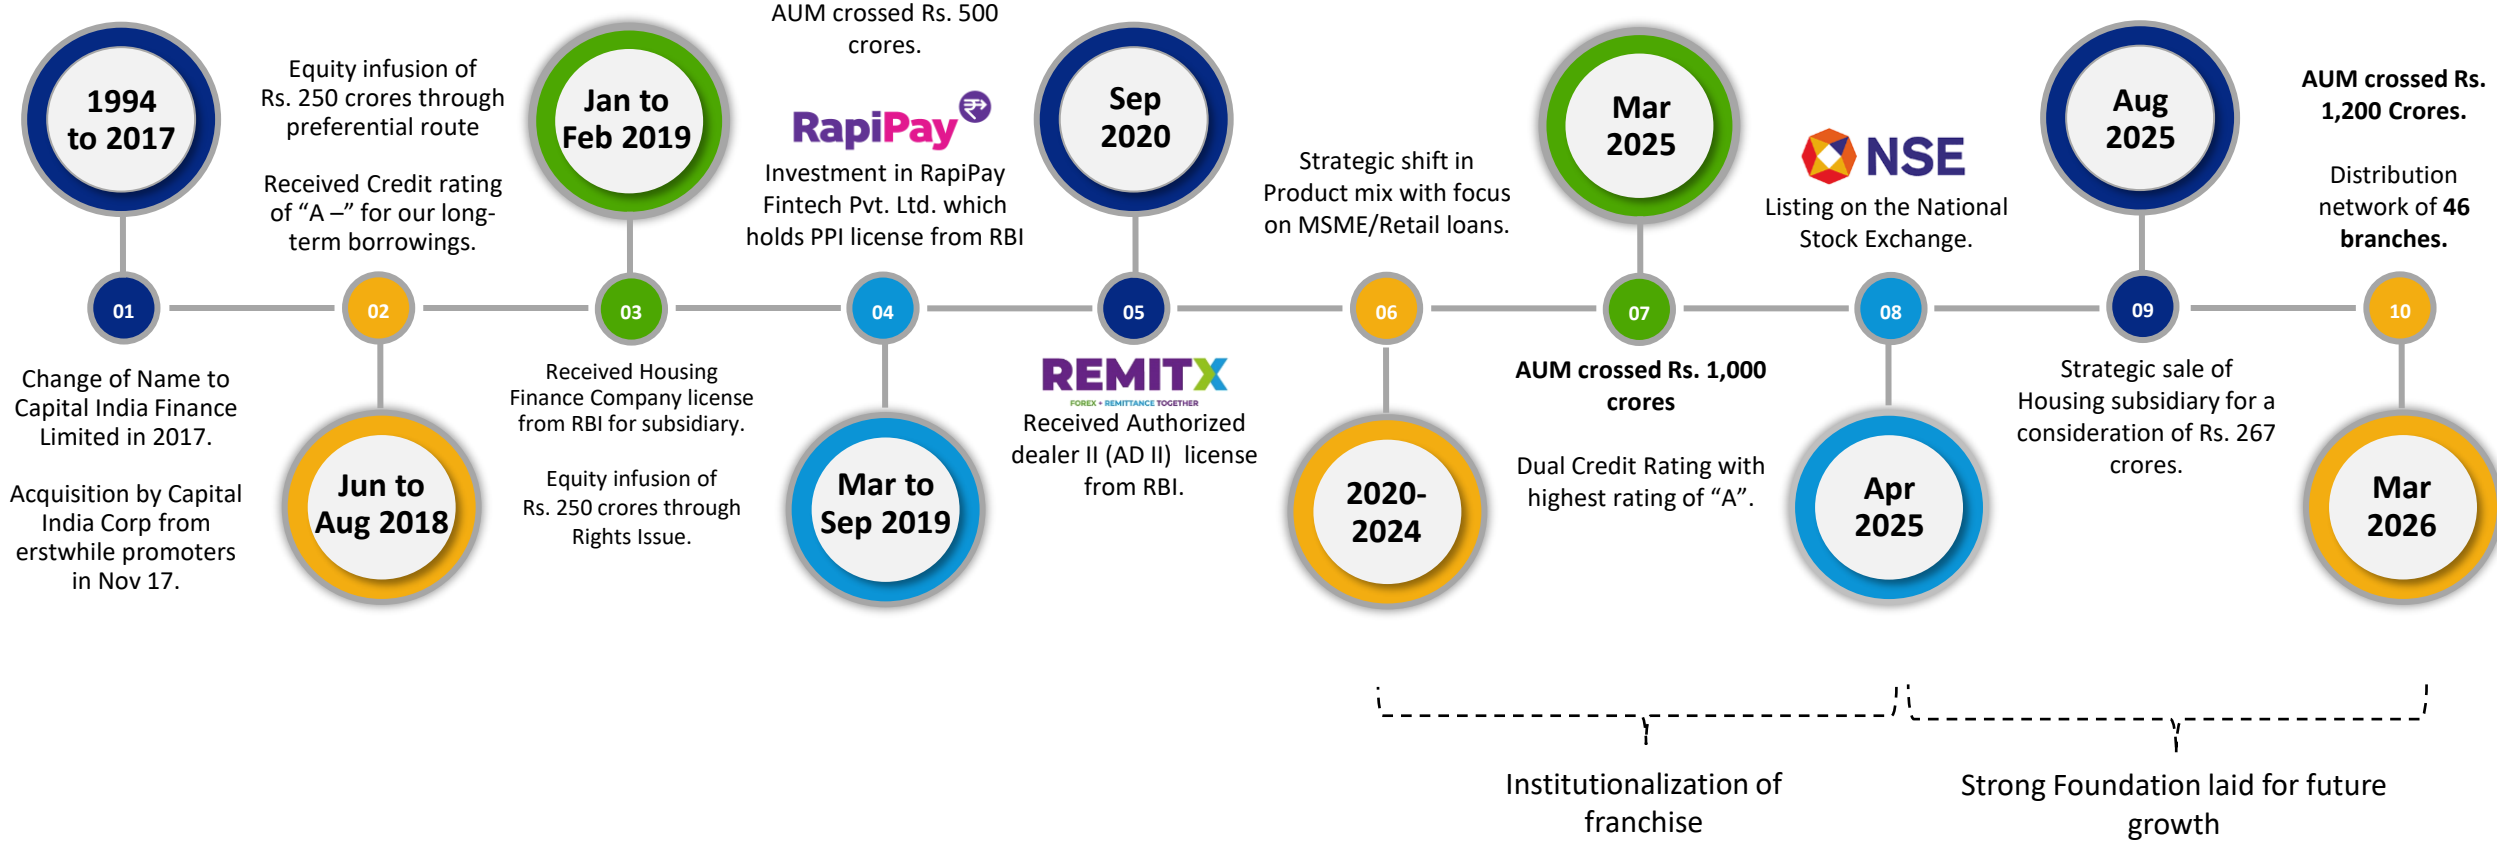 1994
to 2017
01
Change of Name to
Capital India Finance
Limited in 2017.
Acquisition by Capital
India Corp from
erstwhile promoters
in Nov 17.
Equity infusion of
Rs. 250 crores through
preferential route
Received Credit rating
of “A –” for our long-
term borrowings.
02
Jun to
Aug 2018
Jan to
Feb 2019
03
Received Housing
Finance Company license
from RBI for subsidiary.
Equity infusion of
Rs. 250 crores through
Rights Issue.
AUM crossed Rs. 500
crores.
RapiPay
Investment in RapiPay
Fintech Pvt. Ltd. which
holds PPI license from RBI
04
Mar to
Sep 2019
Sep
2020
05
REMITX
FOREX • REMITTANCE TOGETHER
Received Authorized
dealer II (AD II) license
from RBI.
Strategic shift in
Product mix with focus
on MSME/Retail loans.
06
2020-
2024
Mar
2025
07
AUM crossed Rs. 1,000
crores
Dual Credit Rating with
highest rating of “A”.
NSE
Listing on the National
Stock Exchange.
08
Apr
2025
Aug
2025
09
Strategic sale of
Housing subsidiary for a
consideration of Rs. 267
crores.
AUM crossed Rs.
1,200 Crores.
Distribution
network of 46
branches.
10
Mar
2026
Institutionalization of
franchise
Strong Foundation laid for future
growth